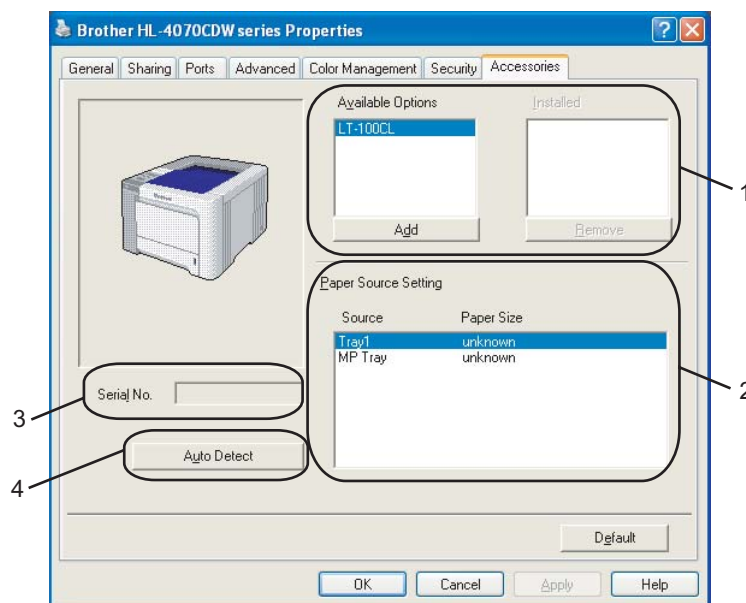 Brother HL-4070CDW series Properties
General Sharing Ports Advanced Color Management Security Accessories
Available Options
Installed
LT-100CL
Add
Remove
1
Paper Source Setting
Source Paper Size
Tray1 unknown
MP Tray unknown
2
Serial No.
3
Auto Detect
4
Default
OK Cancel Apply Help